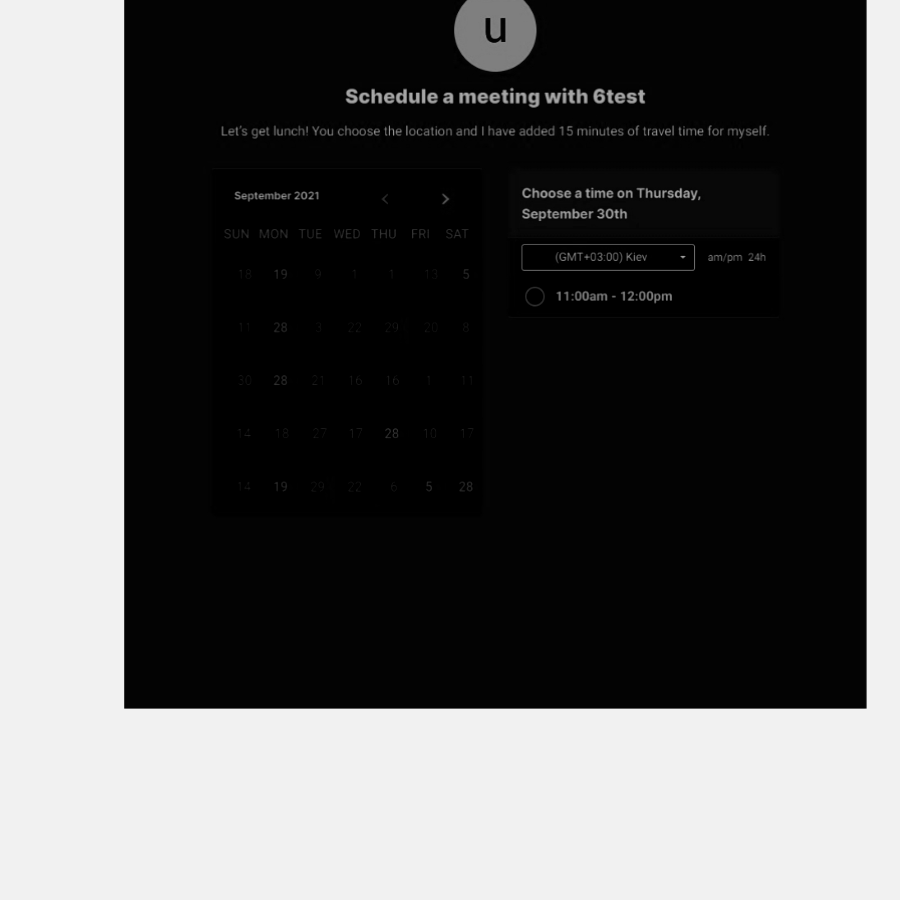 u
Schedule a meeting with 6test
Let's get lunch! You choose the location and I have added 15 minutes of travel time for myself.
September 2021
SUN MON TUE WED THU FRI SAT
18 19 9 1 1 13 5
11 28 3 22 29 20 8
30 28 21 16 16 1 11
14 18 27 17 28 10 17
14 19 29 22 6 5 28
Choose a time on Thursday,
September 30th
(GMT+03:00) Kiev am/pm 24h
11:00am - 12:00pm